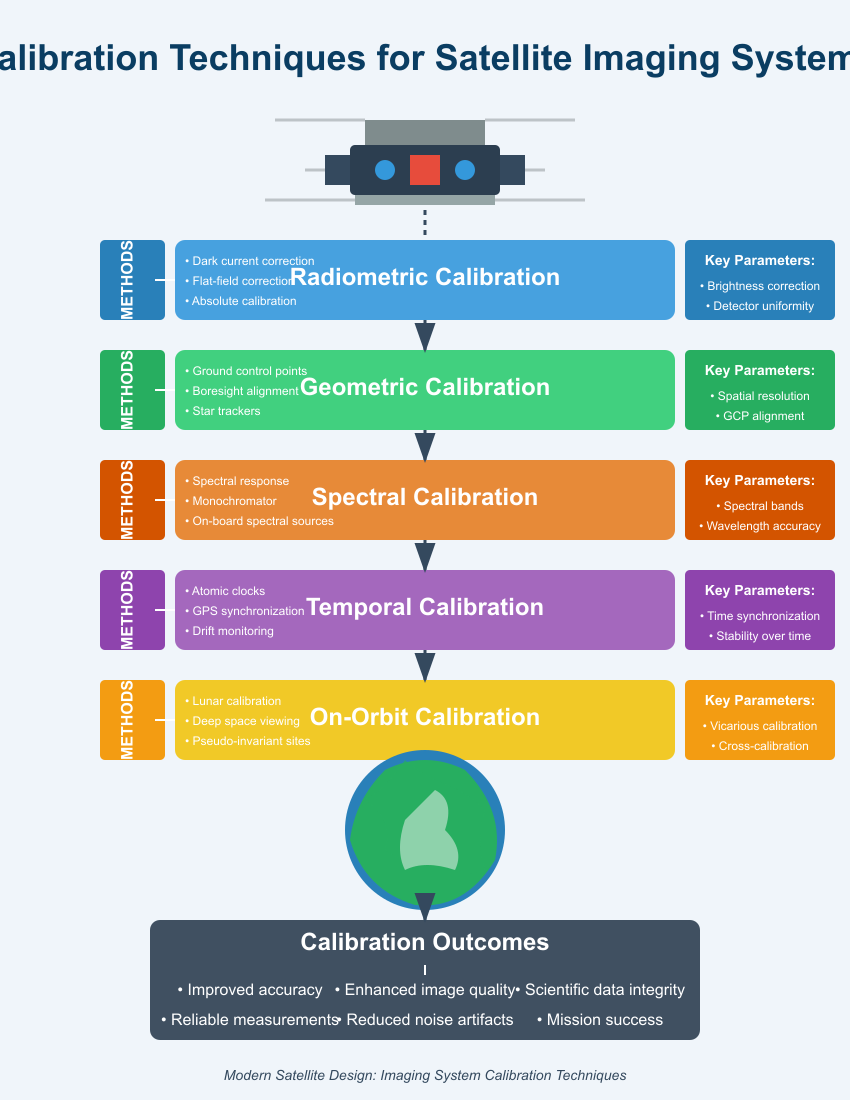 alibration Techniques for Satellite Imaging System
METHODS
• Dark current correction
• Flat-field correction
• Absolute calibration
Radiometric Calibration
Key Parameters:
• Brightness correction
• Detector uniformity
METHODS
• Ground control points
• Boresight alignment
• Star trackers
Geometric Calibration
Key Parameters:
• Spatial resolution
• GCP alignment
METHODS
• Spectral response
• Monochromator
• On-board spectral sources
Spectral Calibration
Key Parameters:
• Spectral bands
• Wavelength accuracy
METHODS
• Atomic clocks
• GPS synchronization
• Drift monitoring
Temporal Calibration
Key Parameters:
• Time synchronization
• Stability over time
METHODS
• Lunar calibration
• Deep space viewing
• Pseudo-invariant sites
On-Orbit Calibration
Key Parameters:
• Vicarious calibration
• Cross-calibration
Calibration Outcomes
• Improved accuracy • Enhanced image quality • Scientific data integrity
• Reliable measurements • Reduced noise artifacts • Mission success
Modern Satellite Design: Imaging System Calibration Techniques